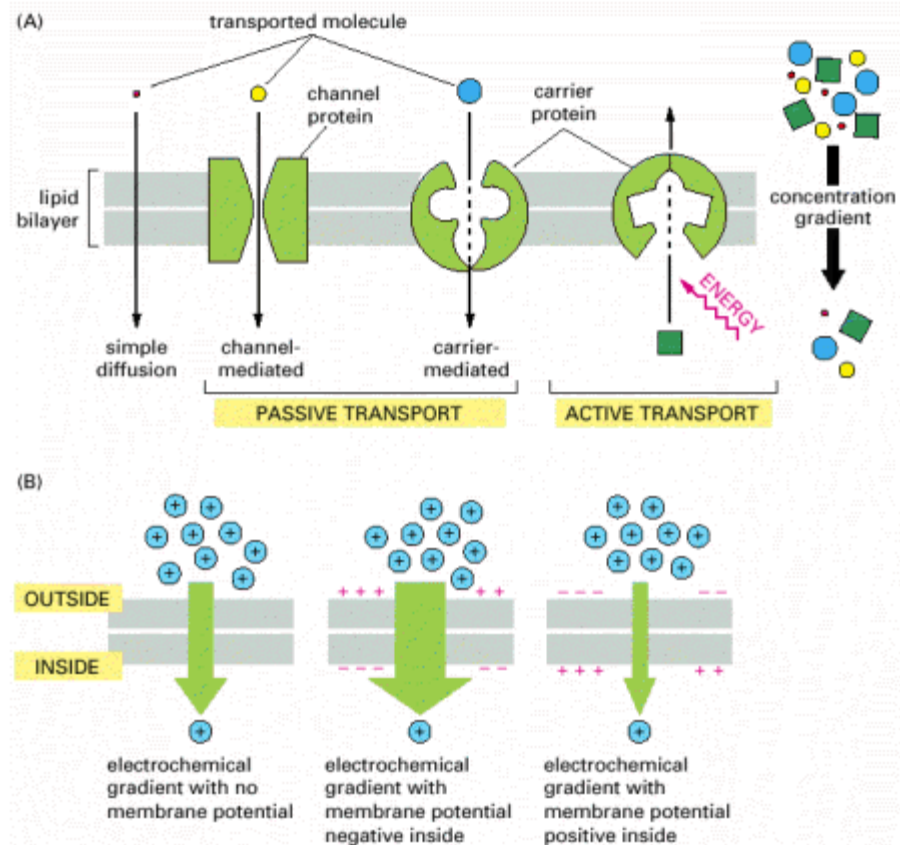 (A)
transported molecule
channel
protein
carrier
protein
lipid
bilayer
concentration
gradient
ENERGY
simple
diffusion
channel-
mediated
carrier-
mediated
PASSIVE TRANSPORT
ACTIVE TRANSPORT
(B)
+ + + + + + + + +
+ + + + + + + + +
+ + + + + + + + +
OUTSIDE
+ + + + +
– – – – –
INSIDE
– – – – –
+ + + + +
+ + +
electrochemical
gradient with no
membrane potential
electrochemical
gradient with
membrane potential
negative inside
electrochemical
gradient with
membrane potential
positive inside